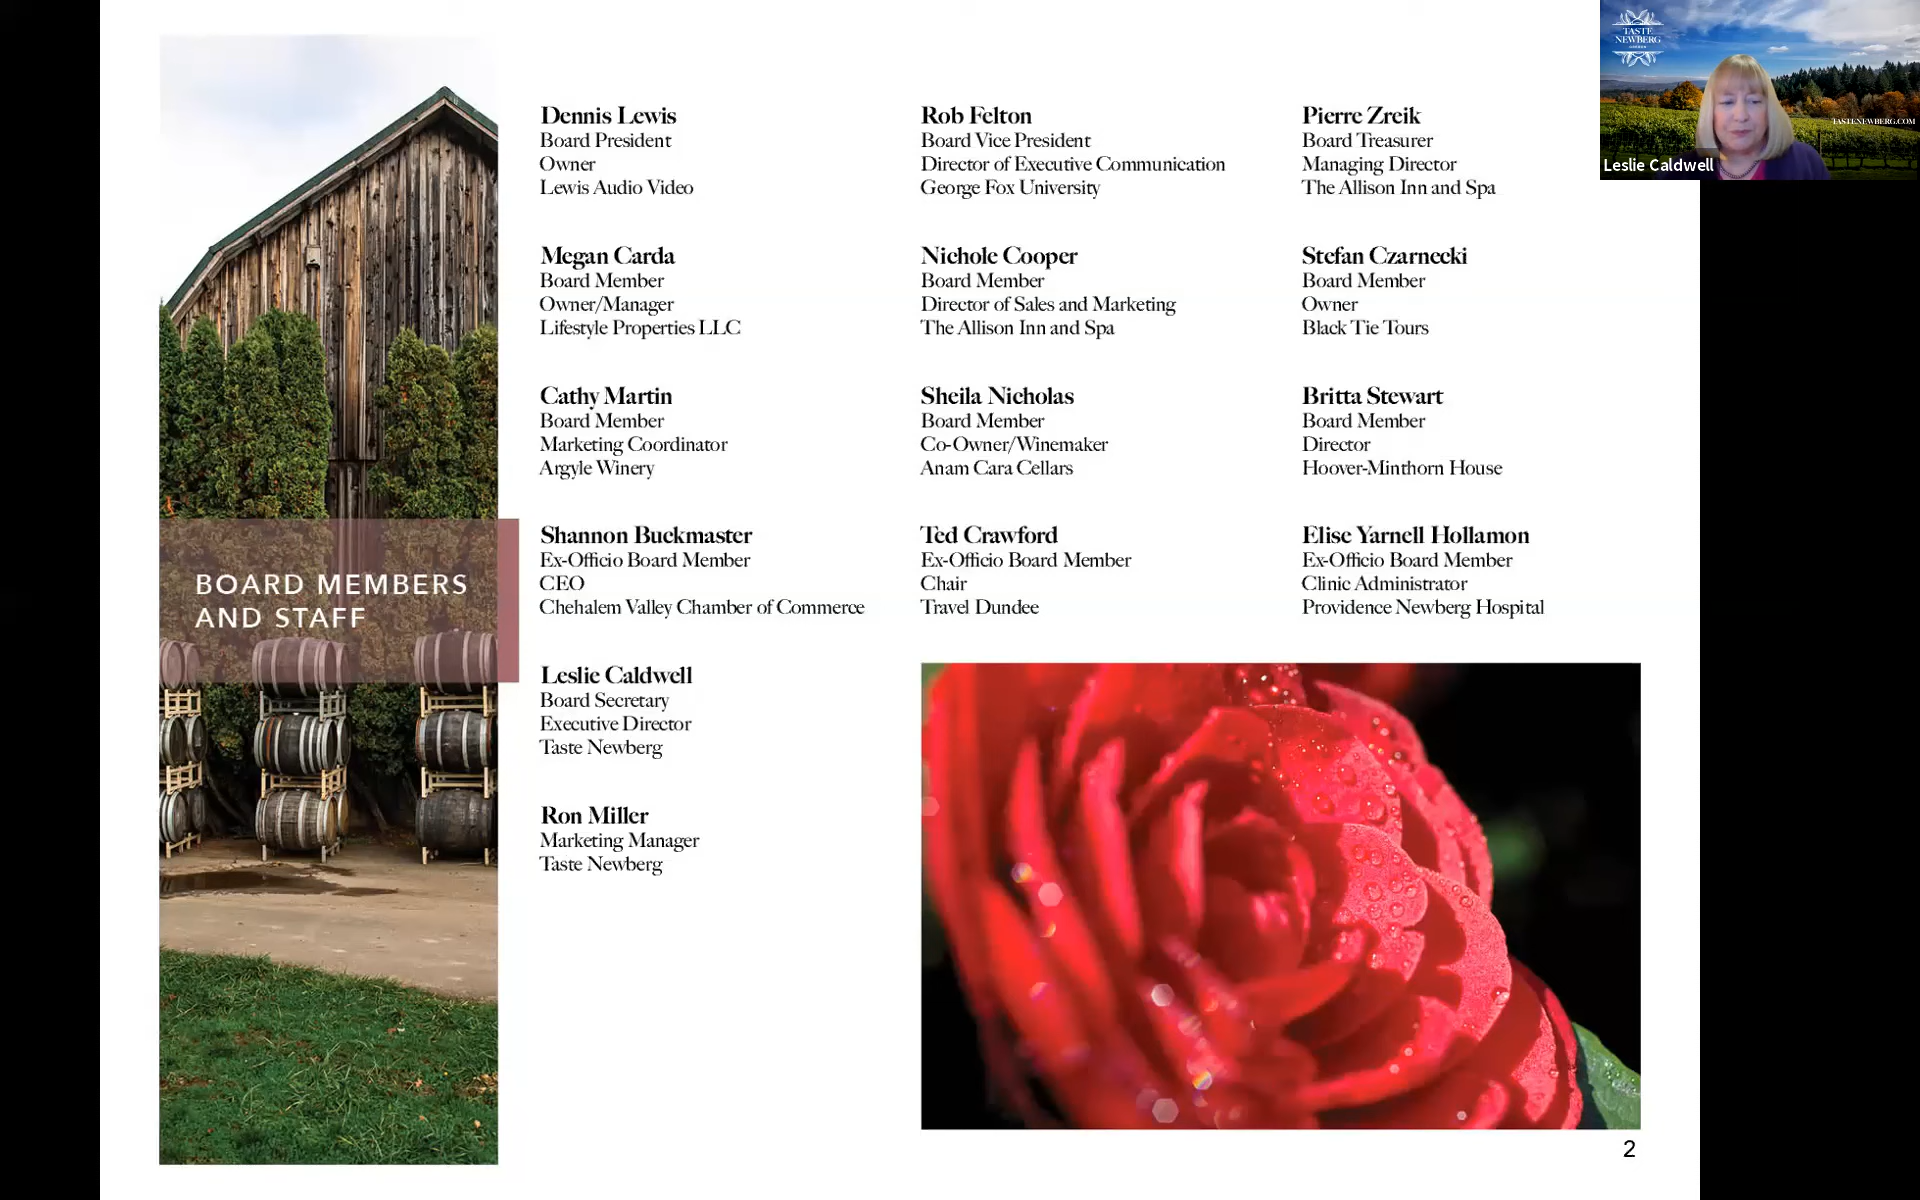 BOARD MEMBERS
AND STAFF
Dennis Lewis
Board President
Owner
Lewis Audio Video
Rob Felton
Board Vice President
Director of Executive Communication
George Fox University
Pierre Zreik
Board Treasurer
Managing Director
The Allison Inn and Spa
Megan Carda
Board Member
Owner/Manager
Lifestyle Properties LLC
Nichole Cooper
Board Member
Director of Sales and Marketing
The Allison Inn and Spa
Stefan Czarnecki
Board Member
Owner
Black Tie Tours
Cathy Martin
Board Member
Marketing Coordinator
Argyle Winery
Sheila Nicholas
Board Member
Co-Owner/Winemaker
Anam Cara Cellars
Britta Stewart
Board Member
Director
Hoover-Minthorn House
Shannon Buckmaster
Ex-Officio Board Member
CEO
Chehalem Valley Chamber of Commerce
Ted Crawford
Ex-Officio Board Member
Chair
Travel Dundee
Elise Yarnell Hollamon
Ex-Officio Board Member
Clinic Administrator
Providence Newberg Hospital
Leslie Caldwell
Board Secretary
Executive Director
Taste Newberg
Ron Miller
Marketing Manager
Taste Newberg
2
TASTE
NEWBERG
TASTENEWBERG.COM
Leslie Caldwell